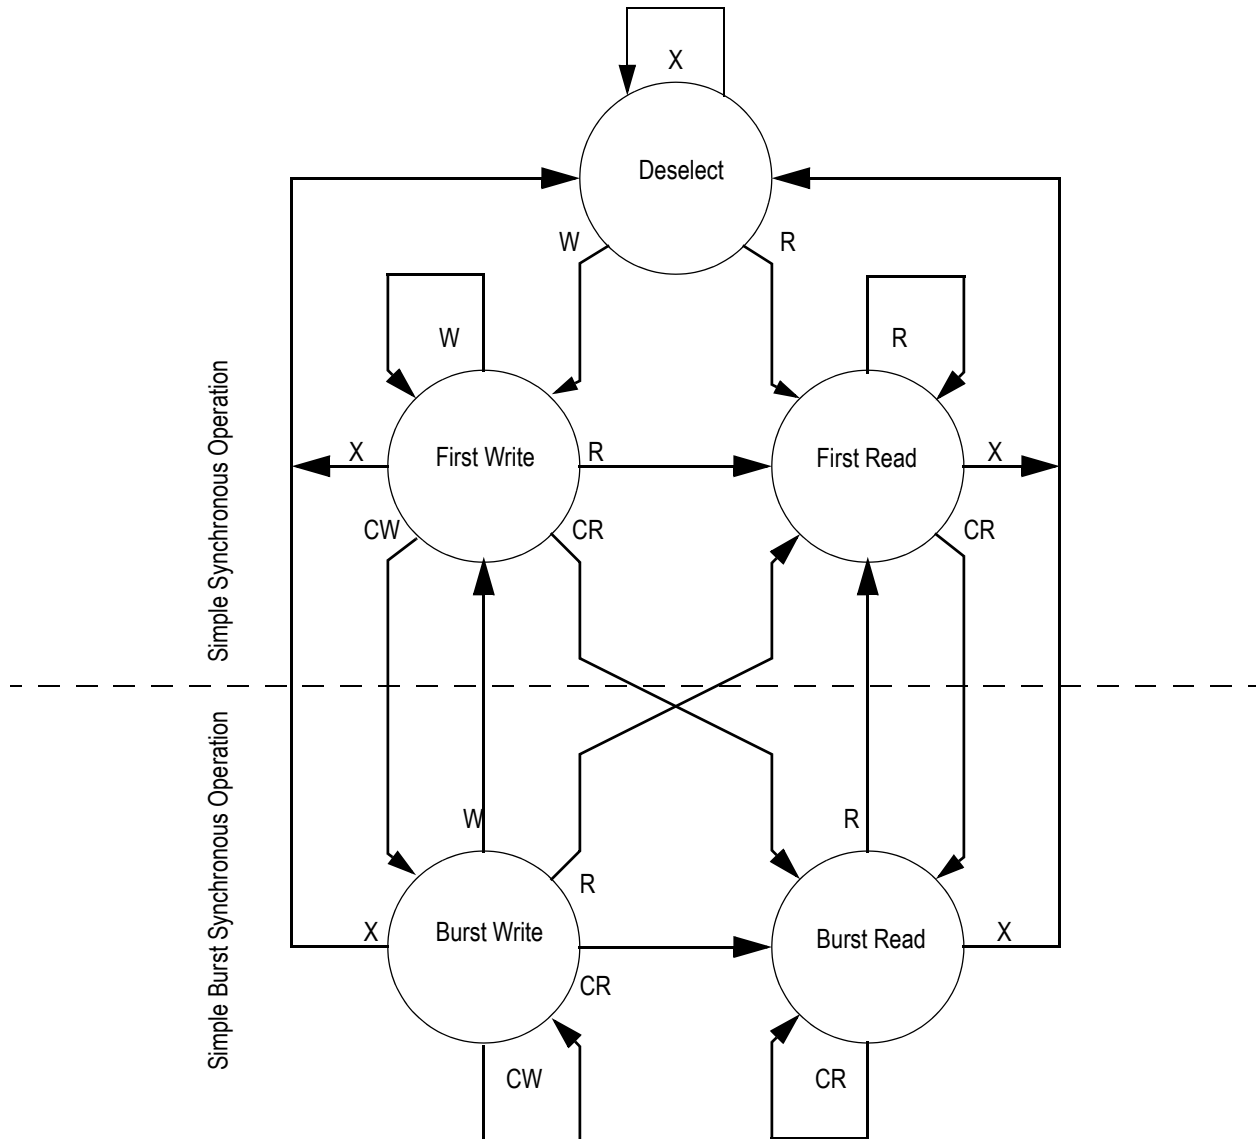 X
Deselect
W
R
W
R
Simple Synchronous Operation
First Write
First Read
X
R
X
CW
CR
CR
Simple Burst Synchronous Operation
W
R
R
X
Burst Write
Burst Read
X
CR
CW
CR